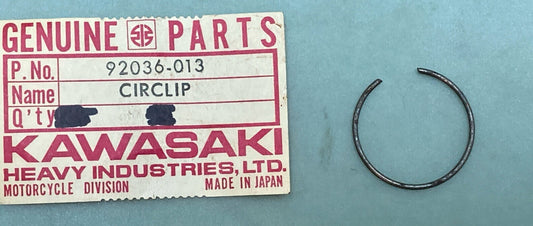 GENUINE PARTS
P. No. 92036-013
Name CIRCLIP
Q'ty
KAWASAKI
HEAVY INDUSTRIES, LTD.
MOTORCYCLE DIVISION MADE IN JAPAN